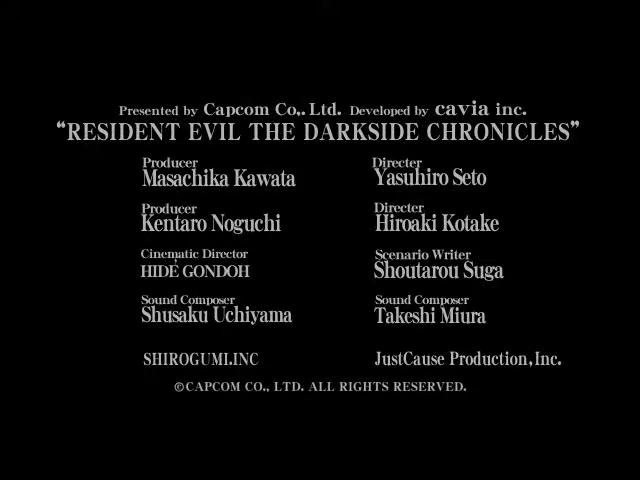 Presented by Capcom Co,. Ltd. Developed by cavia inc.
“RESIDENT EVIL THE DARKSIDE CHRONICLES”
Producer
Masachika Kawata
Directer
Yasuhiro Seto
Producer
Kentaro Noguchi
Directer
Hiroaki Kotake
Cinematic Director
HIDE' GONDOH
Scenario Writer
Shoutarou Suga
Sound Composer
Shusaku Uchiyama
Sound Composer
Takeshi Miura
SHIROGUMI.INC
JustCause Production,Inc.
©CAPCOM CO., LTD. ALL RIGHTS RESERVED.